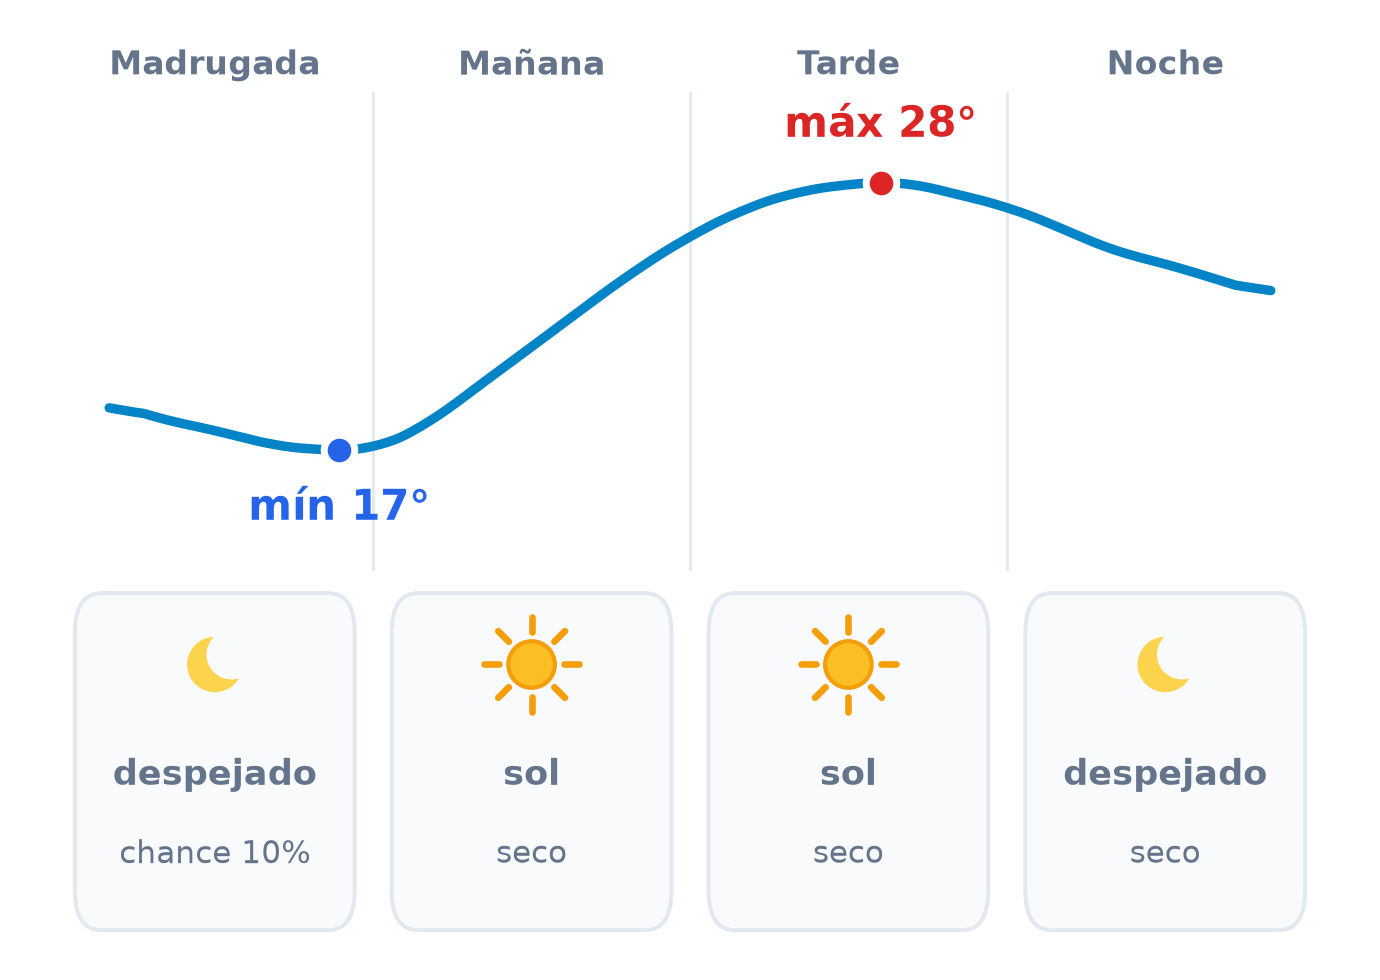 Madrugada Mañana Tarde Noche
máx 28°
mín 17°
despejado sol sol despejado
chance 10% seco seco seco